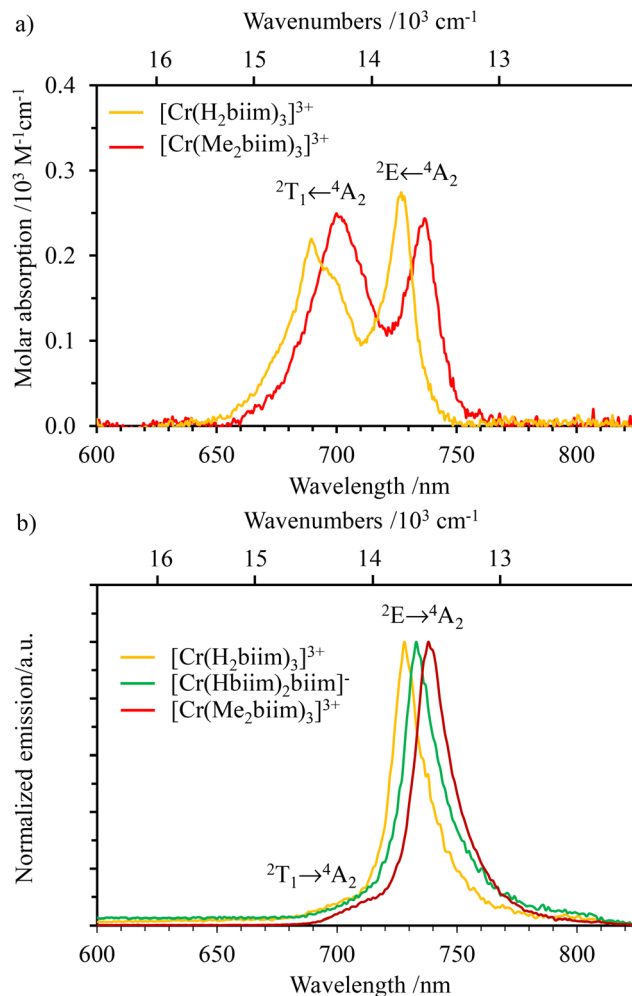 a)
Wavenumbers /10³ cm⁻¹
16 15 14 13
Molar absorption /10³ M⁻¹cm⁻¹
0.4
0.3
0.2
0.1
0.0
[Cr(H₂biim)₃]³⁺
[Cr(Me₂biim)₃]³⁺
²E←⁴A₂
²T₁←⁴A₂
600 650 700 750 800
Wavelength /nm
b)
Wavenumbers /10³ cm⁻¹
16 15 14 13
Normalized emission/a.u.
²E→⁴A₂
[Cr(H₂biim)₃]³⁺
[Cr(Hbiim)₂biim]⁻
[Cr(Me₂biim)₃]³⁺
²T₁→⁴A₂
600 650 700 750 800
Wavelength /nm